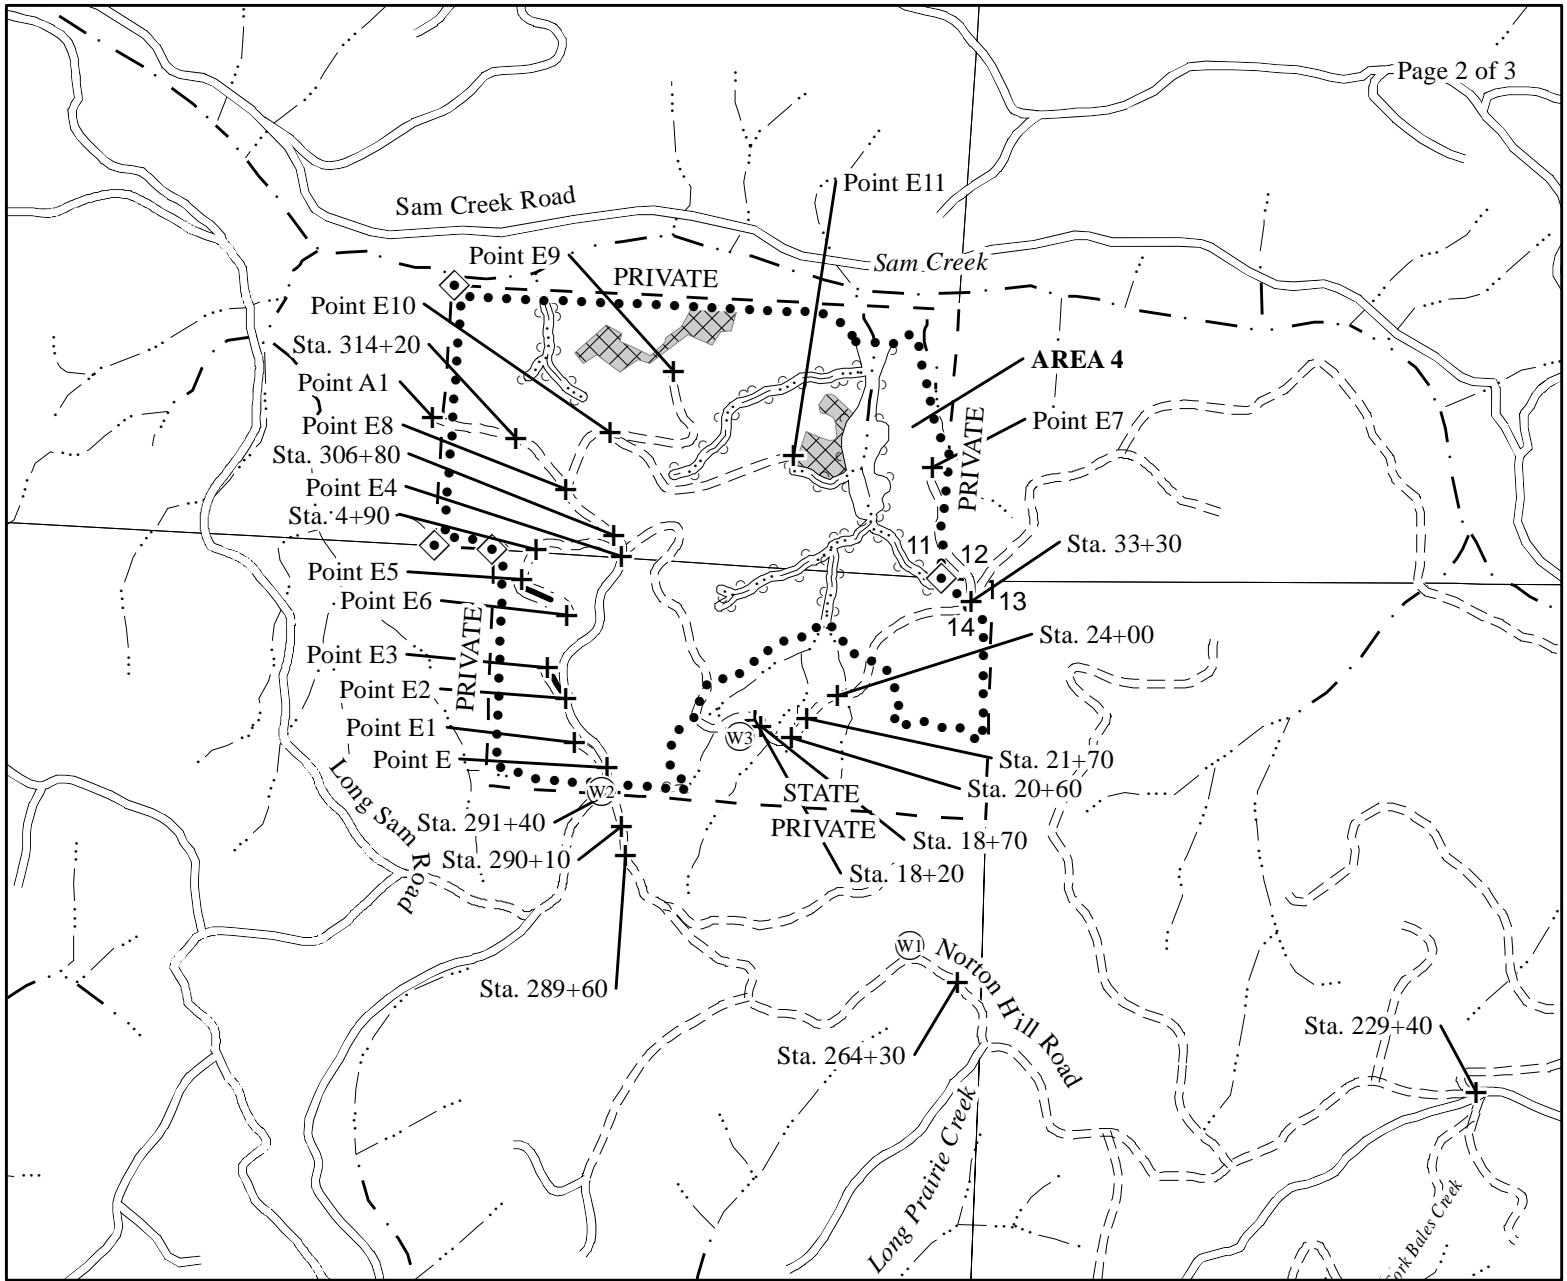 Page 2 of 3
Point E11
Sam Creek Road
Point E9
Sam Creek
PRIVATE
Point E10
Sta. 314+20
AREA 4
Point A1
Point E7
Point E8
Sta. 306+80
PRIVATE
Point E4
Sta. 4+90
11
12
Sta. 33+30
Point E5
Point E6
13
14
Sta. 24+00
Point E3
PRIVATE
Point E2
Point E1
W3
Point E
Sta. 21+70
Sta. 20+60
W2
STATE
PRIVATE
Long Sam Road
Sta. 291+40
Sta. 18+70
Sta. 290+10
Sta. 18+20
W1
Norton Hill Road
Sta. 289+60
Sta. 229+40
Sta. 264+30
Long Prairie Creek
Bales Creek